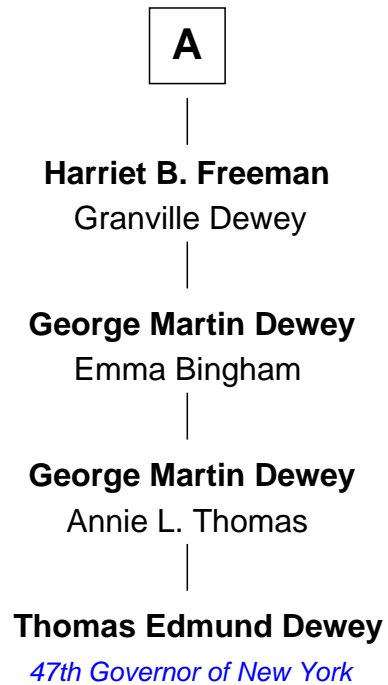 A
Harriet B. Freeman
Granville Dewey
George Martin Dewey
Emma Bingham
George Martin Dewey
Annie L. Thomas
Thomas Edmund Dewey
47th Governor of New York